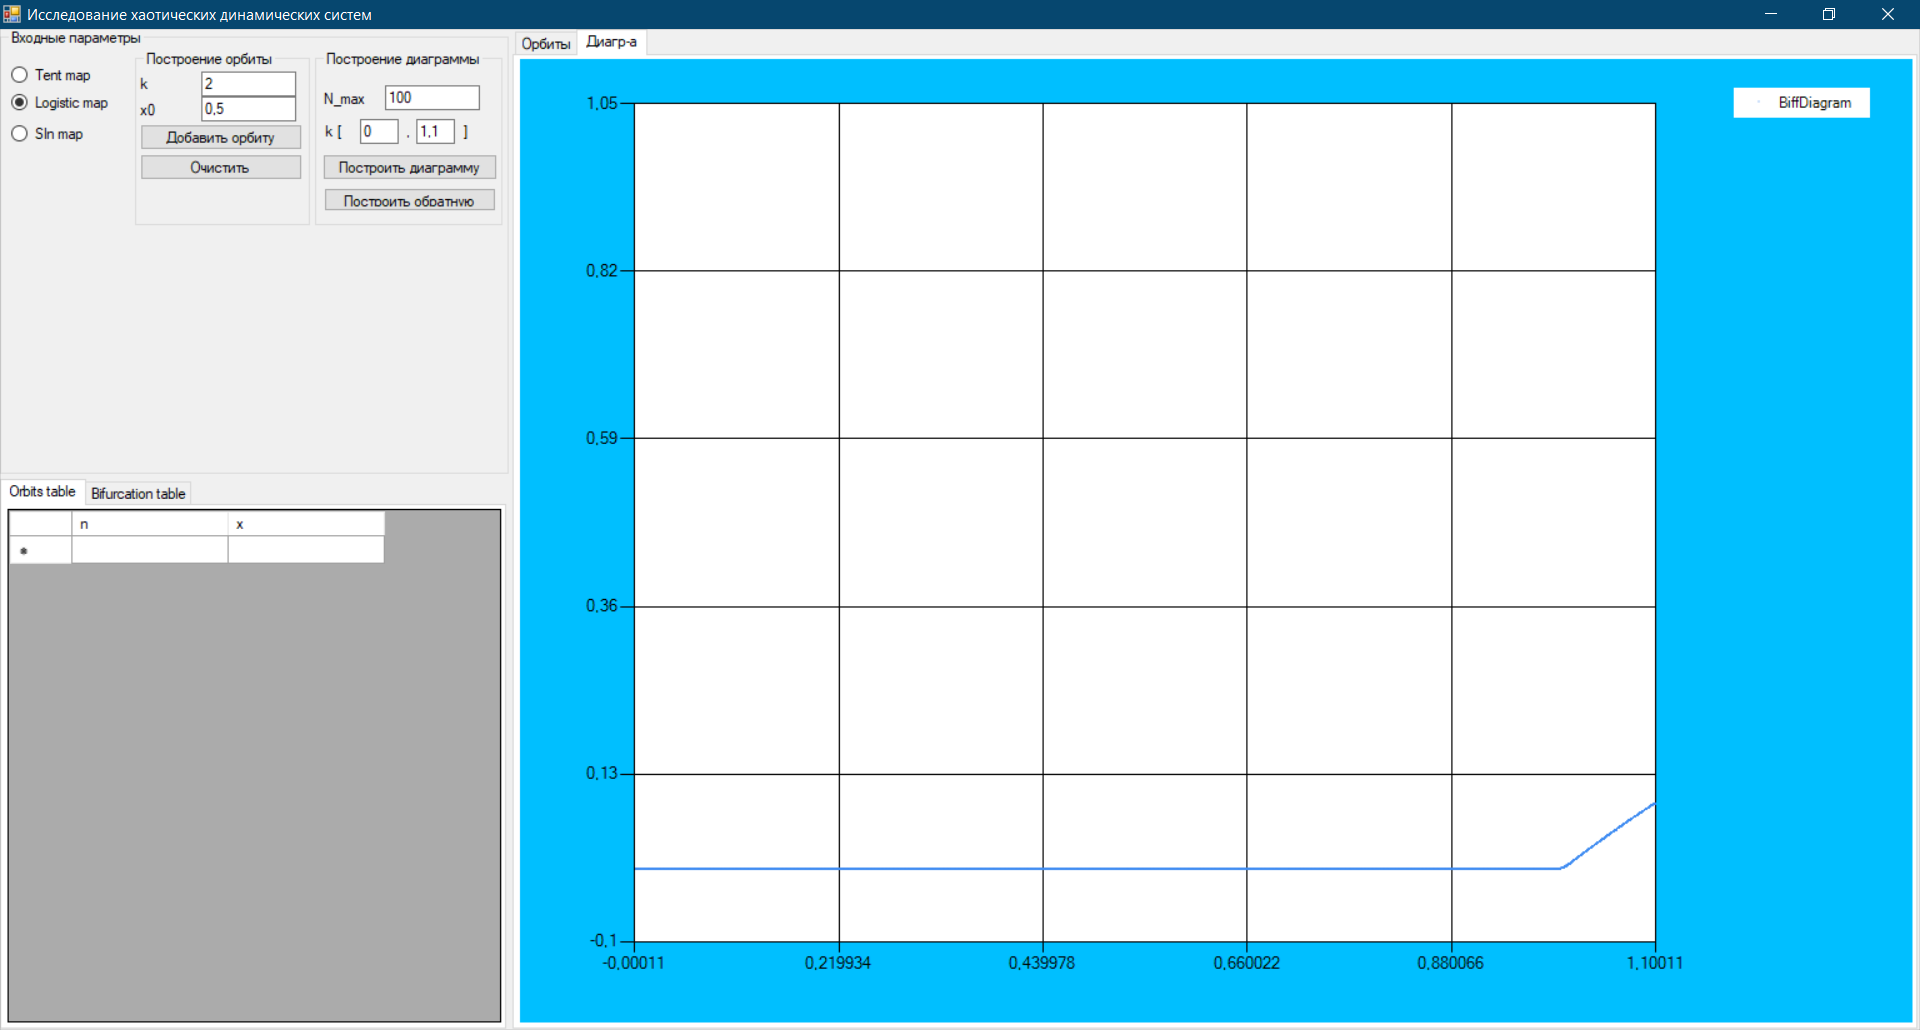 Исследование хаотических динамических систем
Входные параметры
Tent map
Logistic map
SIn map
Построение орбиты
k 2
x0 0,5
Добавить орбиту
Очистить
Построение диаграммы
N_max 100
k [ 0 , 1,1 ]
Построить диаграмму
Построить обратную
Orbits table Bifurcation table
n x
Орбиты Диагр-а
BiffDiagram
1,05
0,82
0,59
0,36
0,13
-0,1
-0,00011 0,219934 0,439978 0,660022 0,880066 1,10011